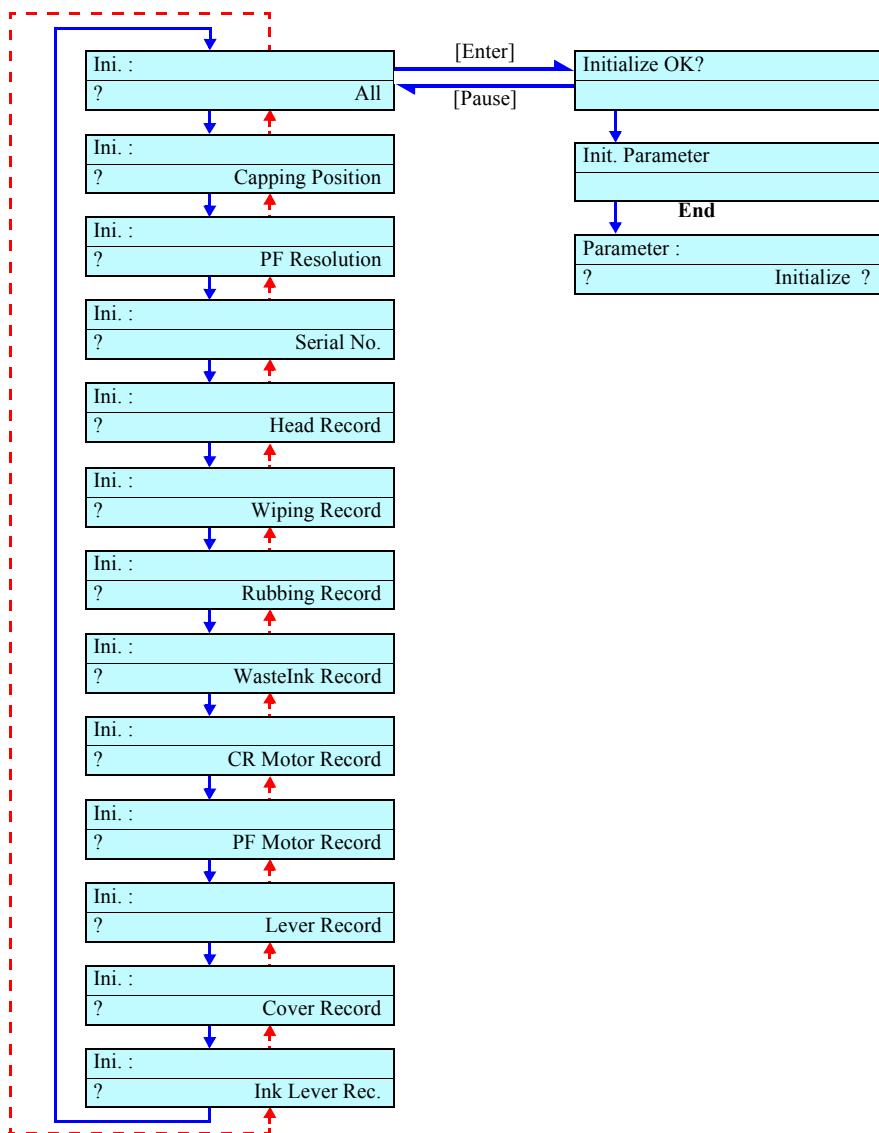 Ini. :
? All
[Enter]
[Pause]
Initialize OK?
Init. Parameter
End
Parameter :
? Initialize ?
Ini. :
? Capping Position
Ini. :
? PF Resolution
Ini. :
? Serial No.
Ini. :
? Head Record
Ini. :
? Wiping Record
Ini. :
? Rubbing Record
Ini. :
? WasteInk Record
Ini. :
? CR Motor Record
Ini. :
? PF Motor Record
Ini. :
? Lever Record
Ini. :
? Cover Record
Ini. :
? Ink Lever Rec.